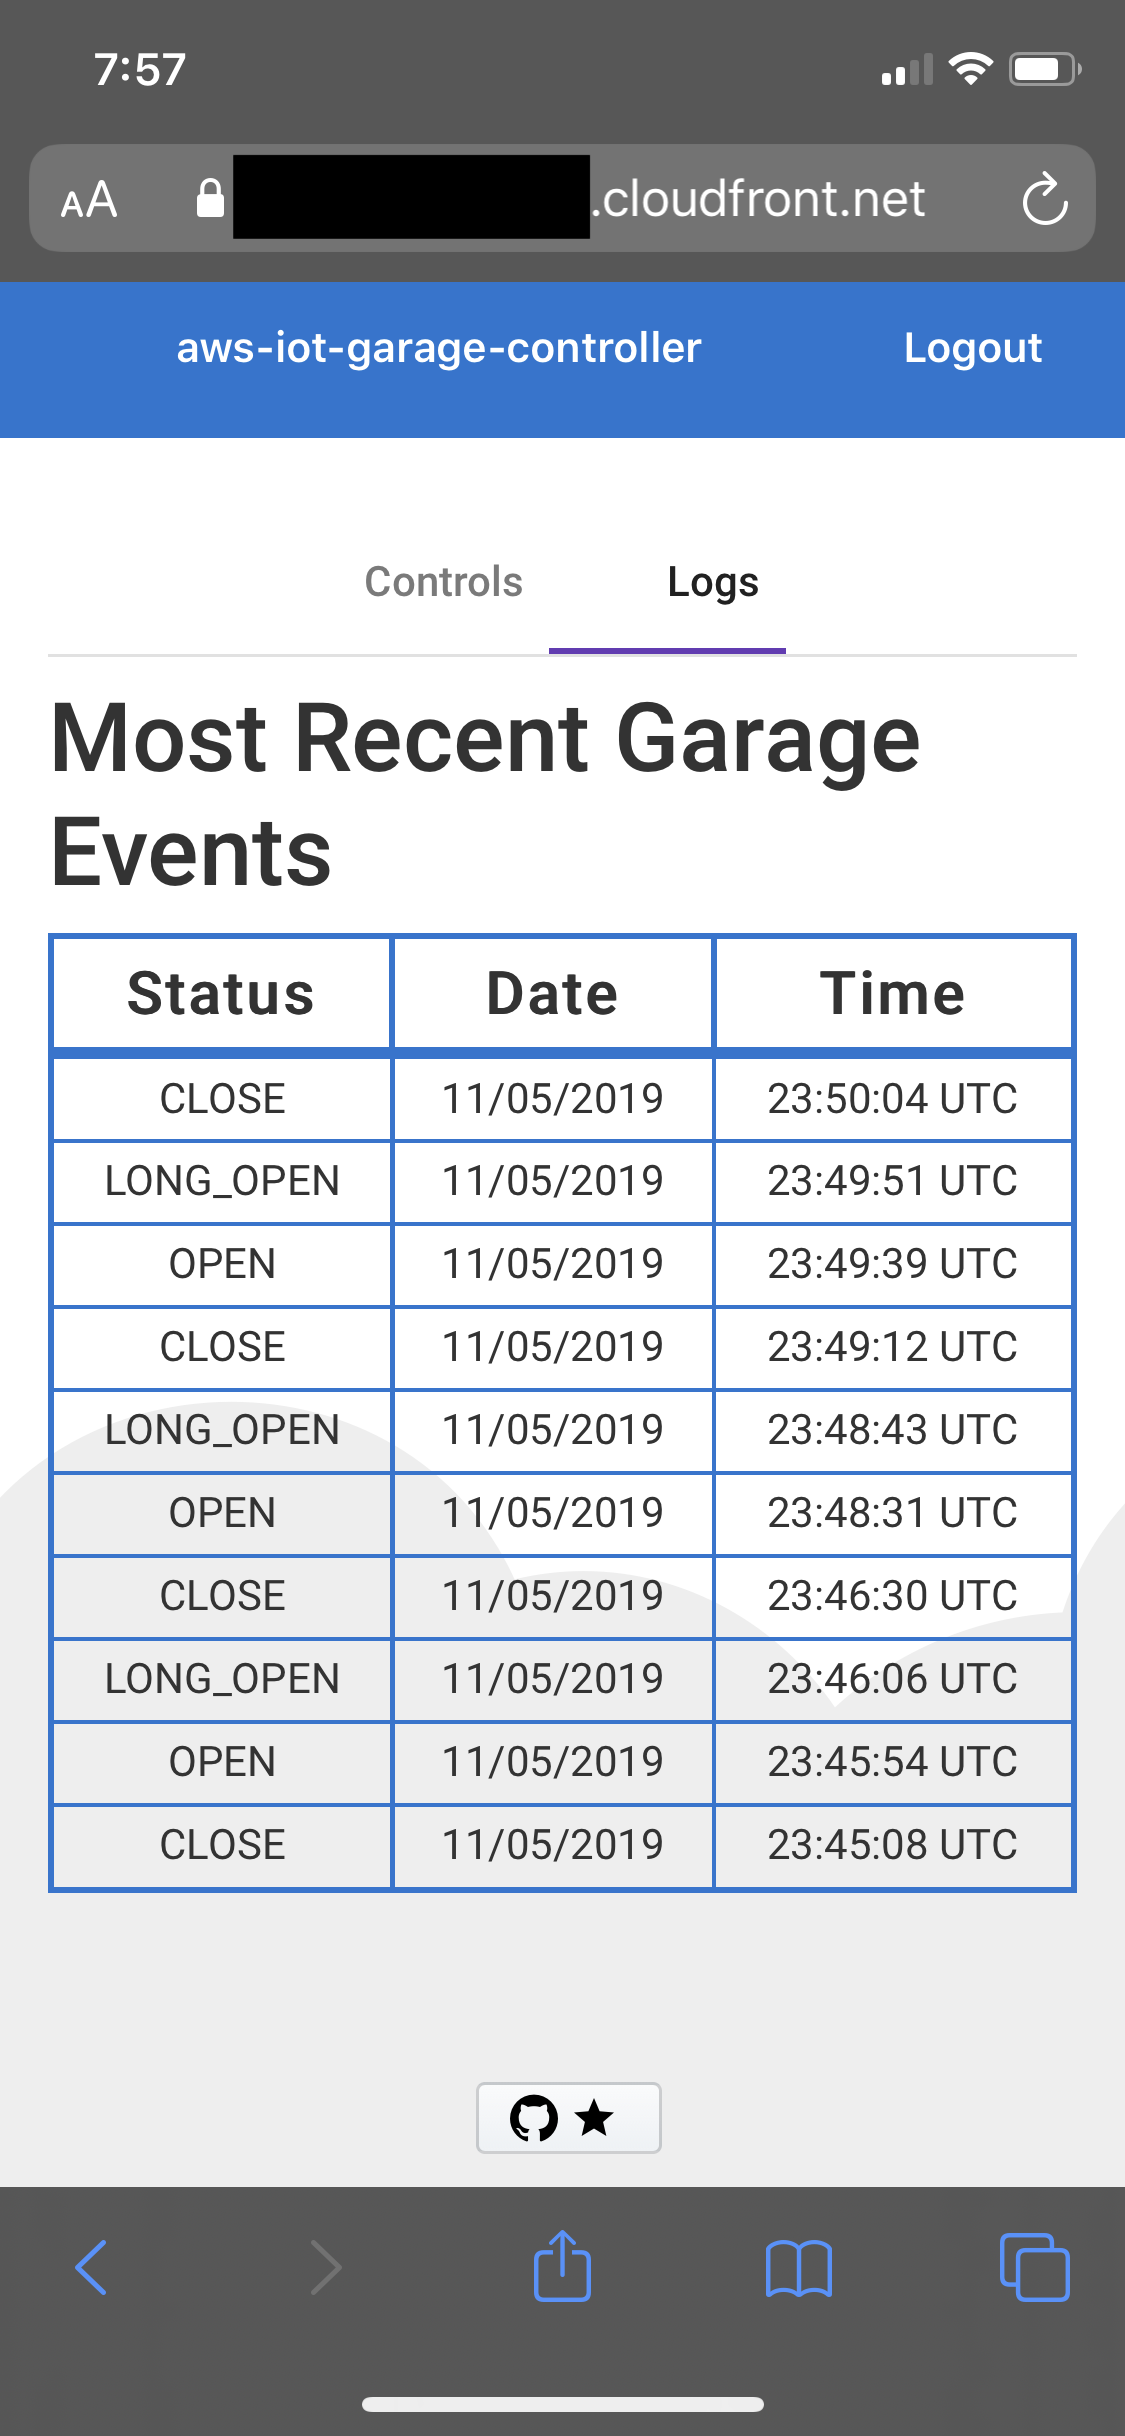 7:57
AA .cloudfront.net
aws-iot-garage-controller Logout
Controls Logs
Most Recent Garage
Events
Status Date Time
CLOSE 11/05/2019 23:50:04 UTC
LONG_OPEN 11/05/2019 23:49:51 UTC
OPEN 11/05/2019 23:49:39 UTC
CLOSE 11/05/2019 23:49:12 UTC
LONG_OPEN 11/05/2019 23:48:43 UTC
OPEN 11/05/2019 23:48:31 UTC
CLOSE 11/05/2019 23:46:30 UTC
LONG_OPEN 11/05/2019 23:46:06 UTC
OPEN 11/05/2019 23:45:54 UTC
CLOSE 11/05/2019 23:45:08 UTC